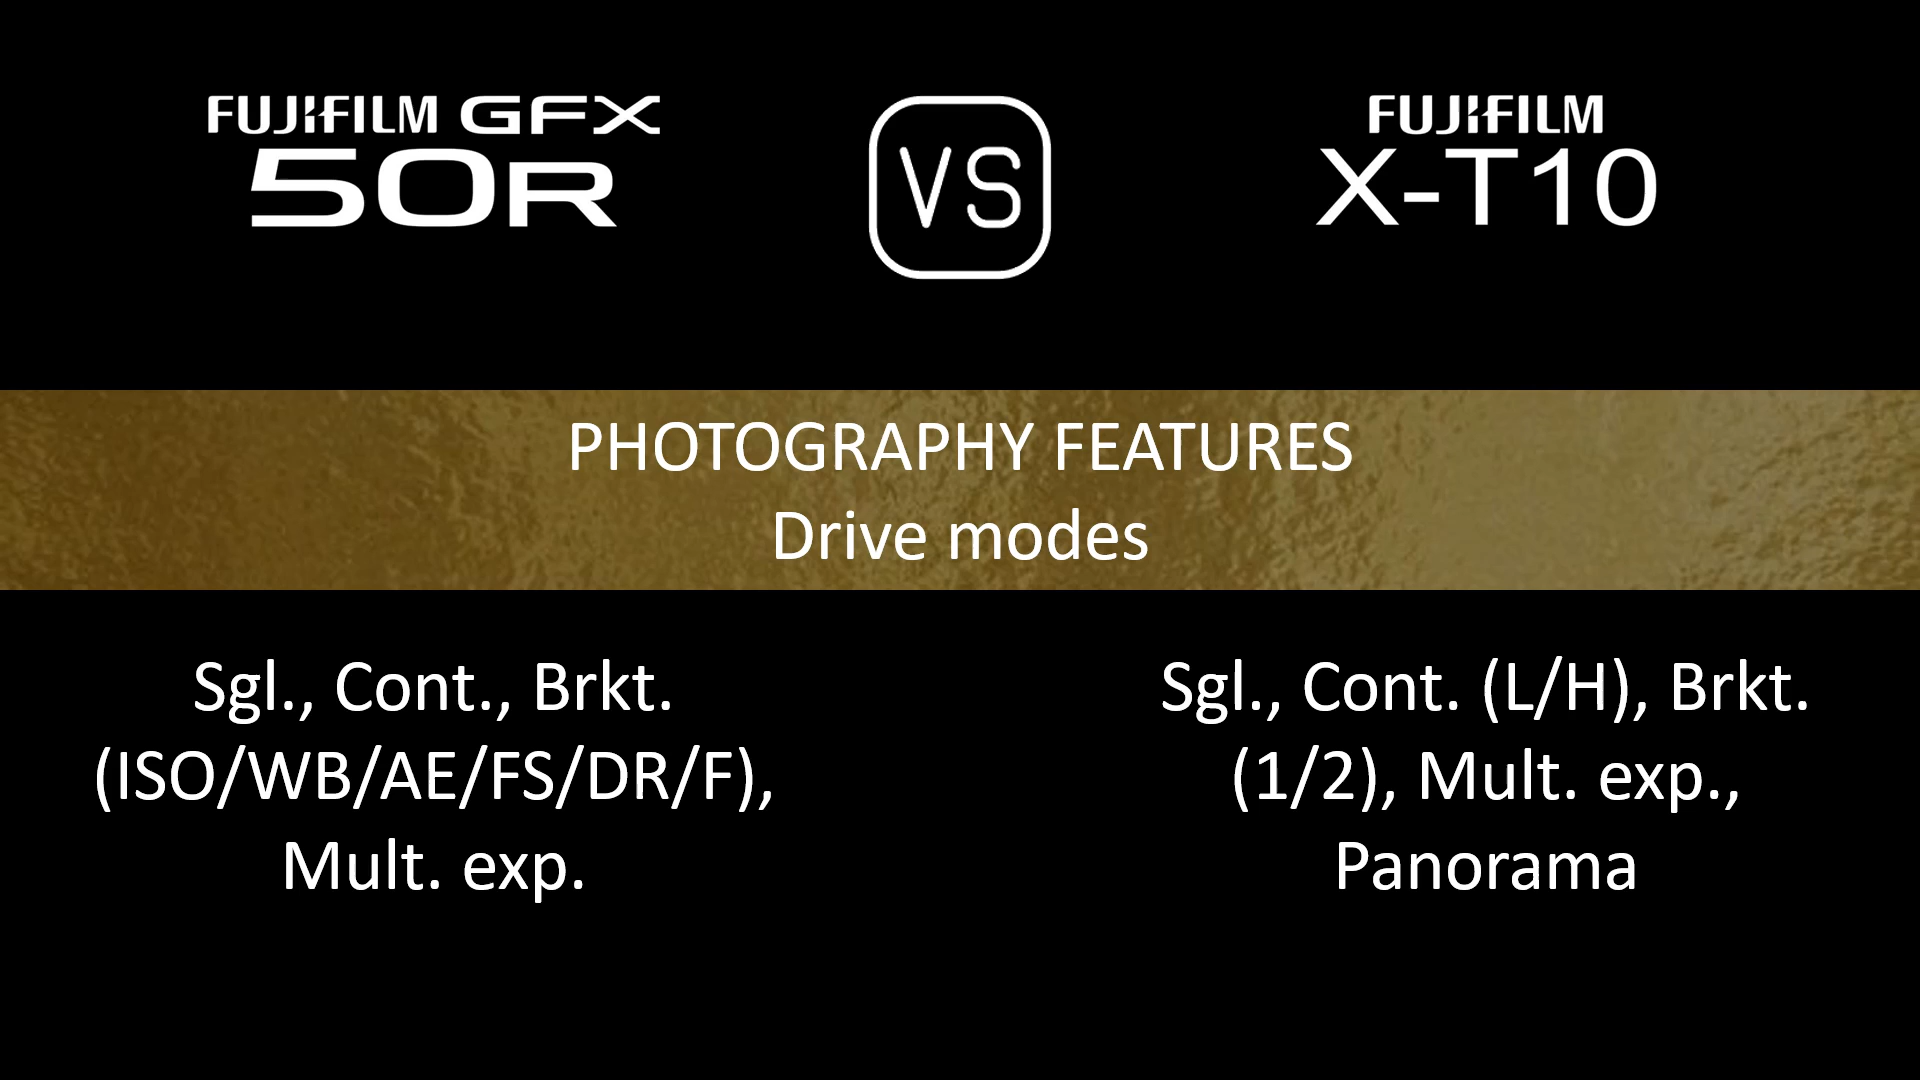 FUJIFILM GFX
50R
VS
FUJIFILM
X-T10
PHOTOGRAPHY FEATURES
Drive modes
Sgl., Cont., Brkt.
(ISO/WB/AE/FS/DR/F),
Mult. exp.
Sgl., Cont. (L/H), Brkt.
(1/2), Mult. exp.,
Panorama